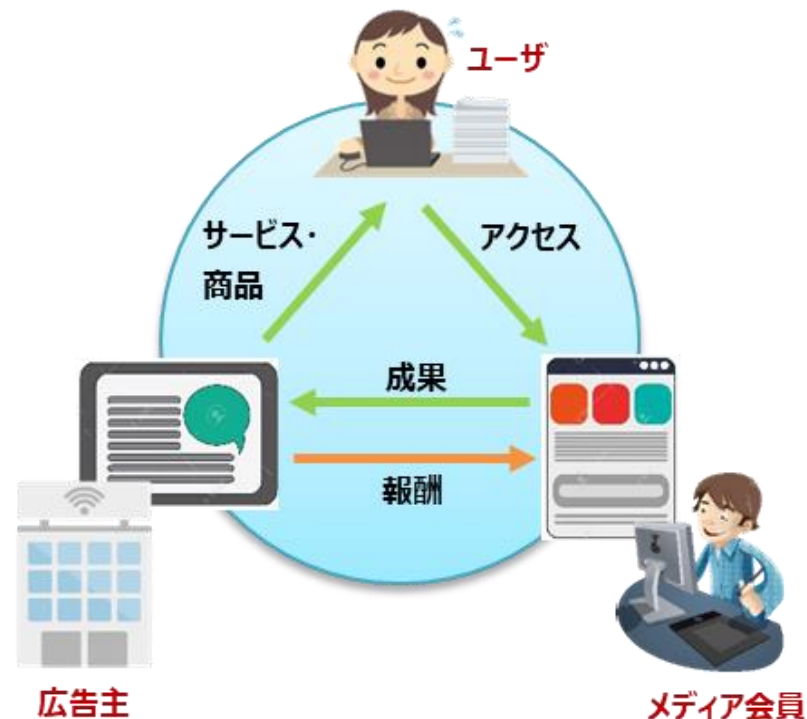 ユーザ
サービス・
商品
アクセス
成果
報酬
広告主
メディア会員